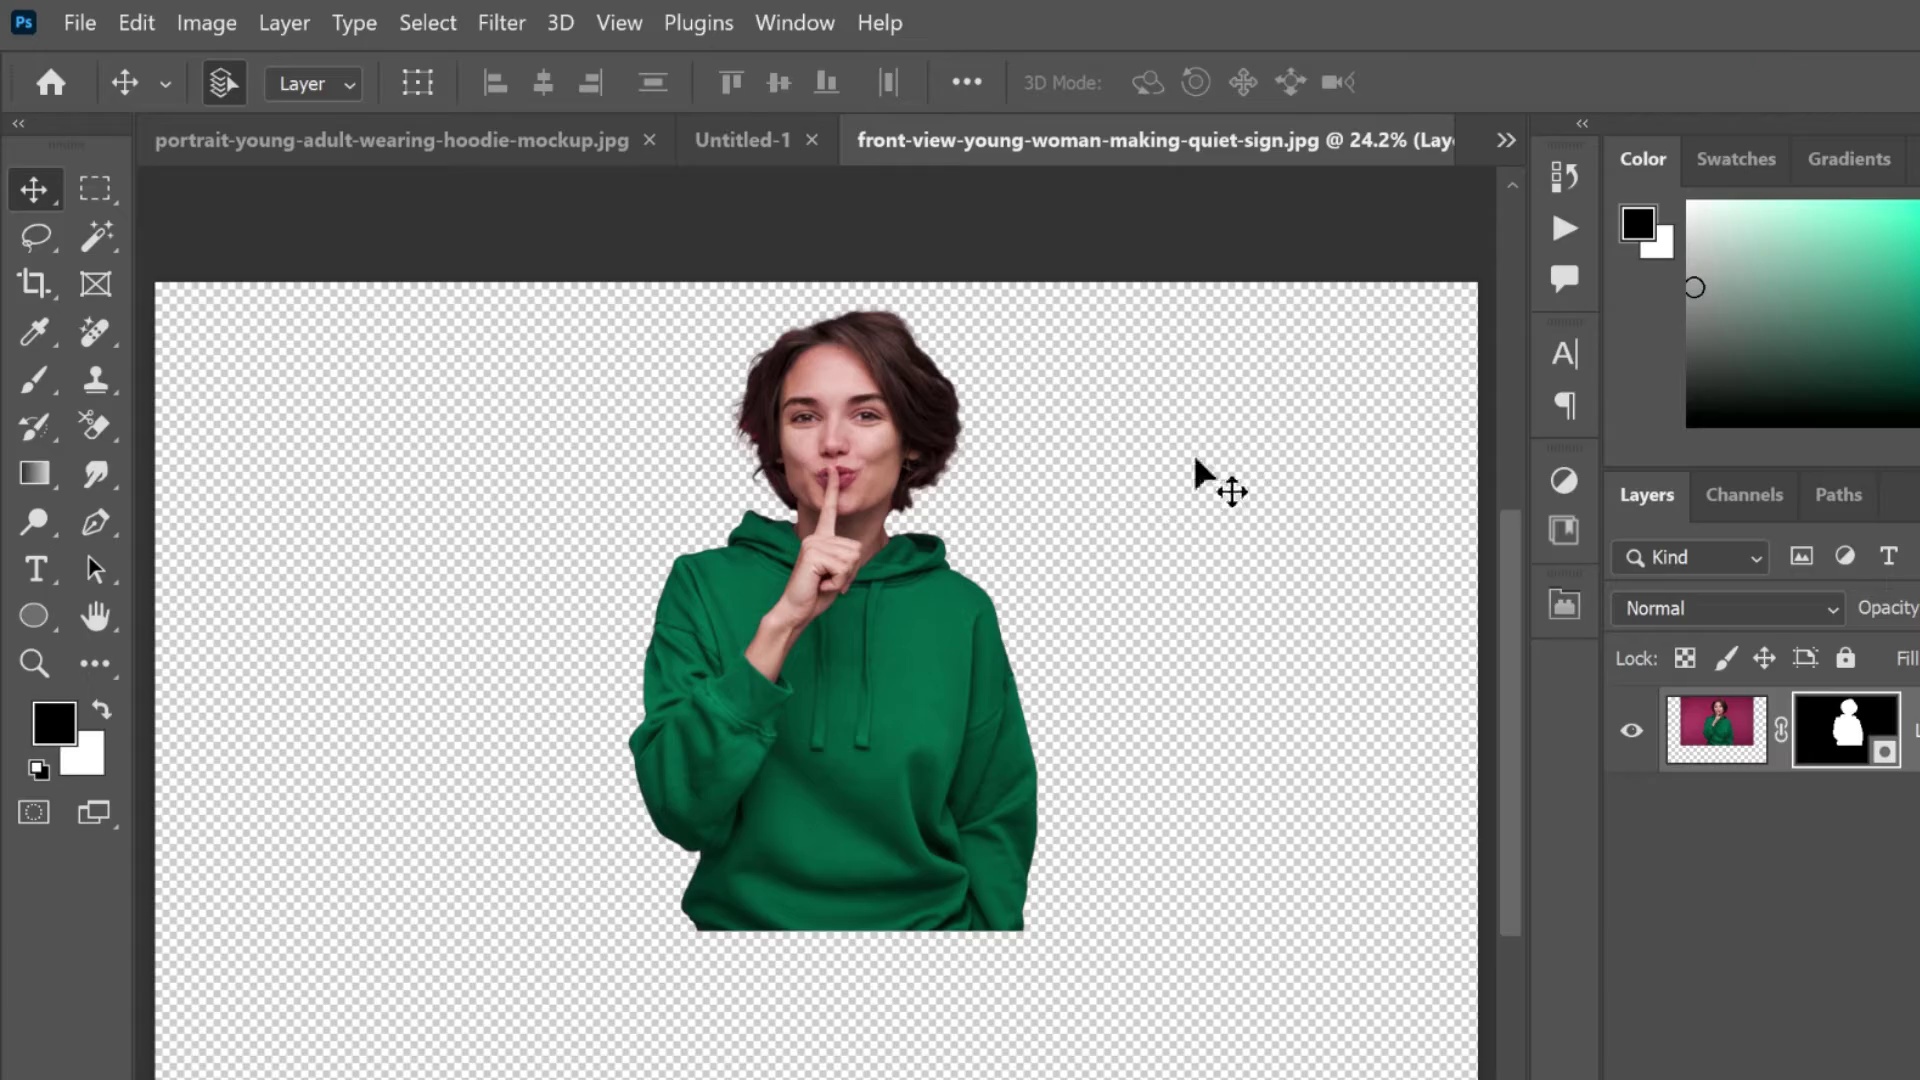 Ps File Edit Image Layer Type Select Filter 3D View Plugins Window Help
Layer 3D Mode:
portrait-young-adult-wearing-hoodie-mockup.jpg Untitled-1 front-view-young-woman-making-quiet-sign.jpg @ 24.2% (Lay
Color Swatches Gradients
Layers Channels Paths
Kind
Normal Opacity
Lock: Fill